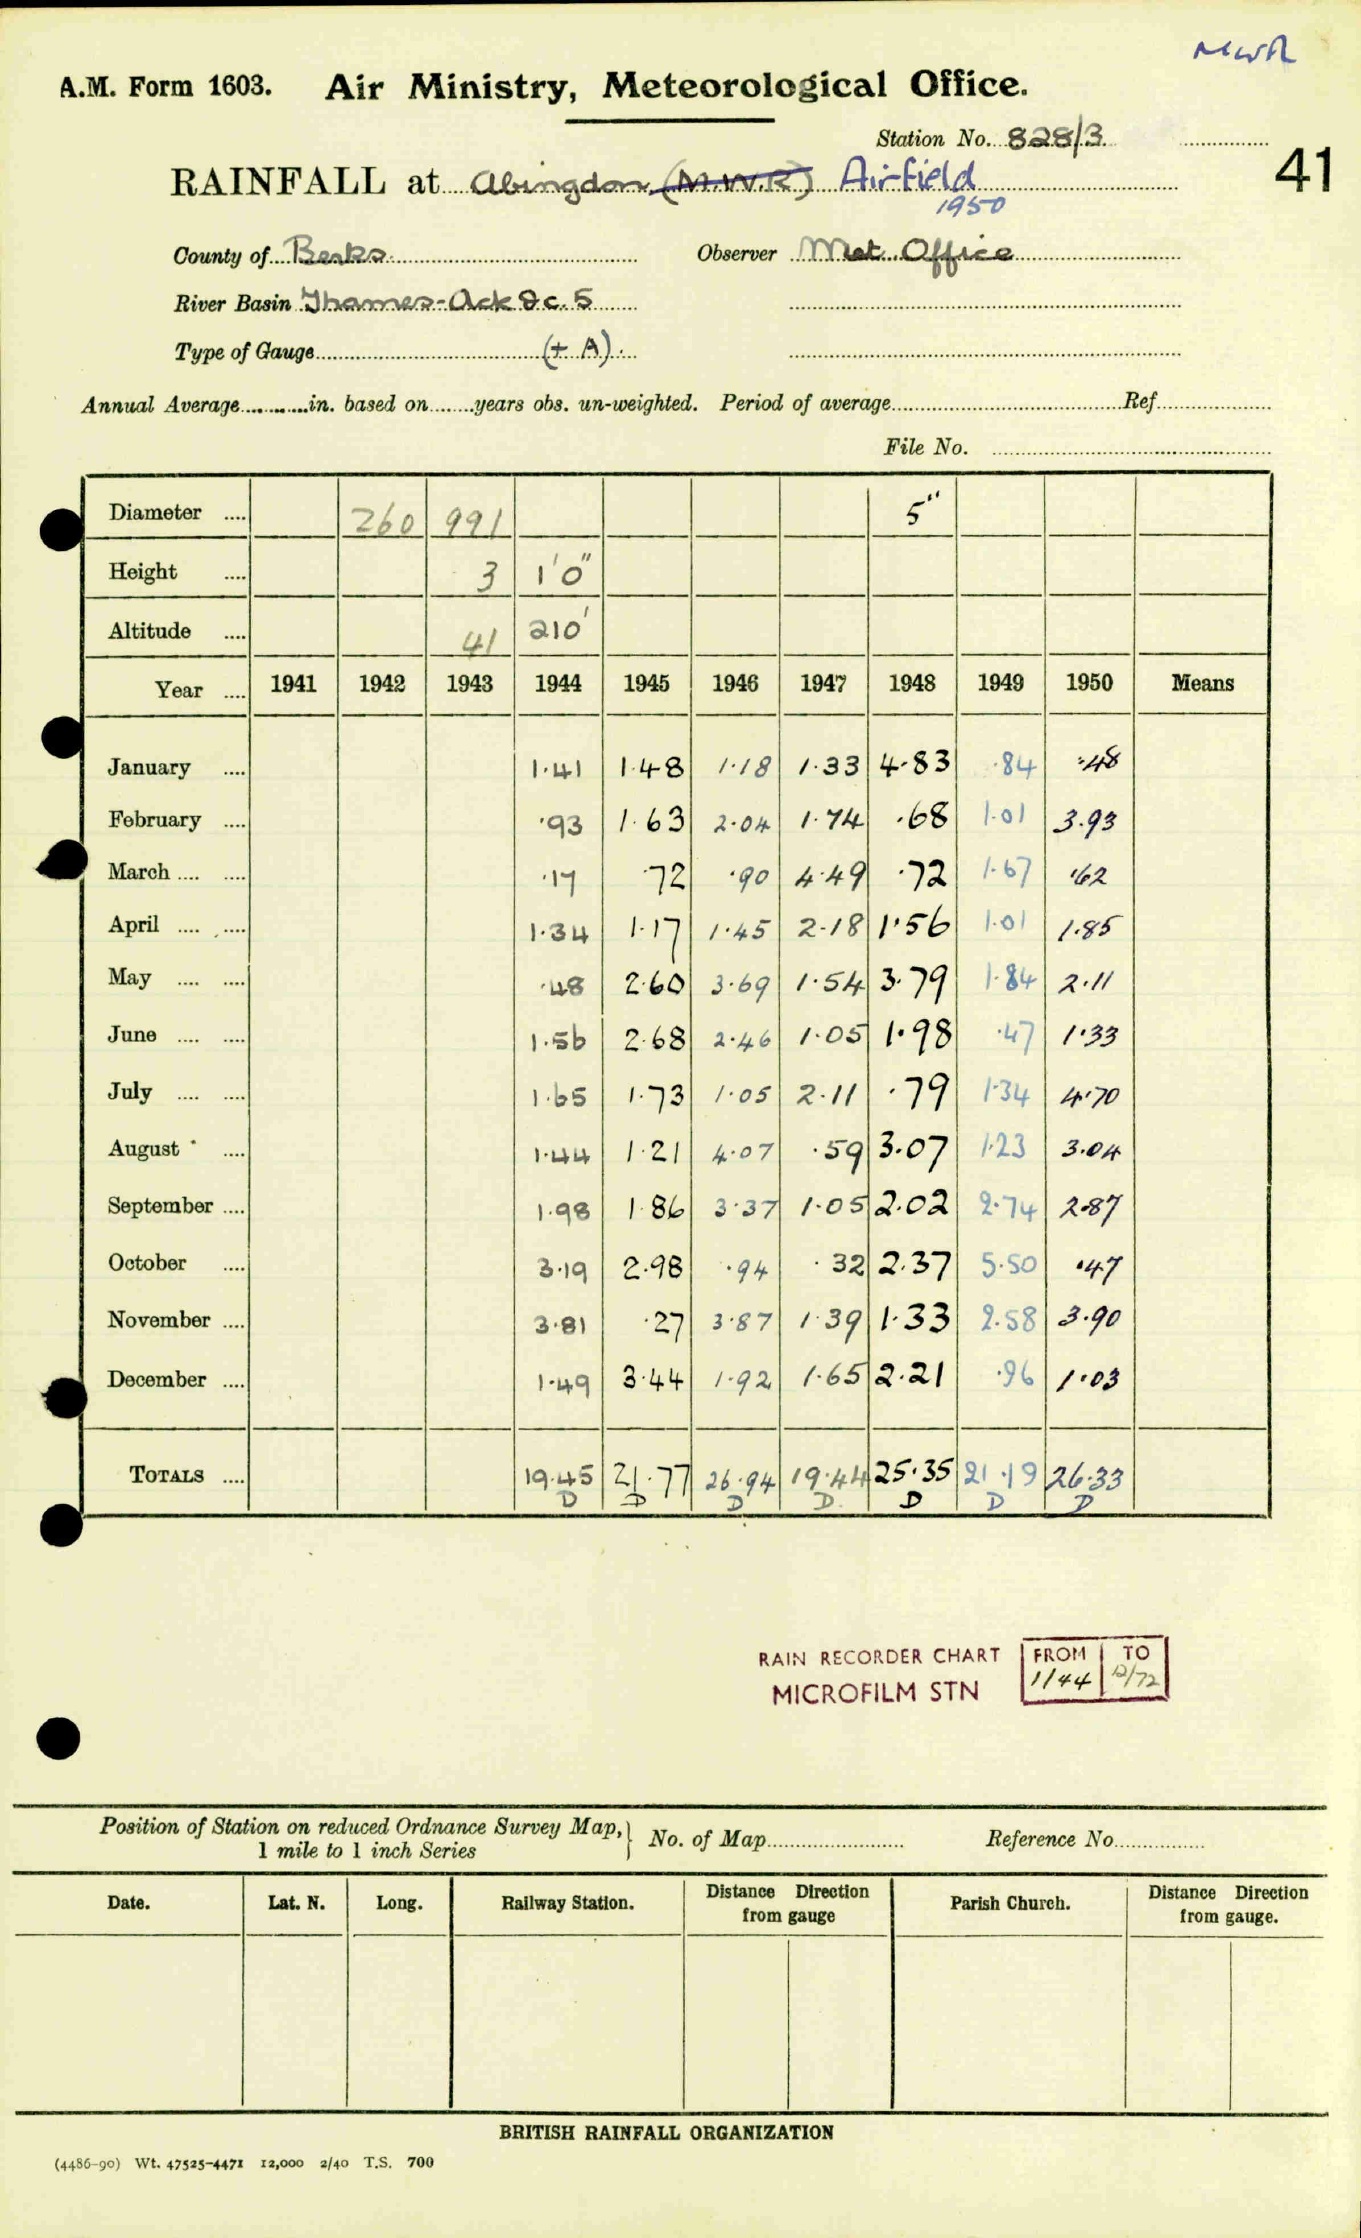 MWR
A.M. Form 1603. Air Ministry, Meteorological Office.
Station No. 828/3
RAINFALL at Abingdon (M.W.R) Airfield 41
1950
County of Berks. Observer Met. Office
River Basin Thames - Ock &c. 5
Type of Gauge (+ A).
Annual Average in. based on years obs. un-weighted. Period of average Ref.
File No.
Diameter .... 260 991 5"
Height .... 3 1'0"
Altitude .... 41 210'
Year .... 1941 1942 1943 1944 1945 1946 1947 1948 1949 1950 Means
January .... 1.41 1.48 1.18 1.33 4.83 .84 .48
February .... .93 1.63 2.04 1.74 .68 1.01 3.93
March .... .... .17 .72 .90 4.49 .72 1.67 .62
April .... .... 1.34 1.17 1.45 2.18 1.56 1.01 1.85
May .... .... .48 2.60 3.69 1.54 3.79 1.84 2.11
June .... .... 1.56 2.68 2.46 1.05 1.98 .47 1.33
July .... .... 1.65 1.73 1.05 2.11 .79 1.34 4.70
August .... 1.44 1.21 4.07 .59 3.07 1.23 3.04
September .... 1.98 1.86 3.37 1.05 2.02 2.74 2.87
October .... 3.19 2.98 .94 .32 2.37 5.50 .47
November .... 3.81 .27 3.87 1.39 1.33 2.58 3.90
December .... 1.49 3.44 1.92 1.65 2.21 .96 1.03
TOTALS .... 19.45 21.77 26.94 19.44 25.35 21.19 26.33
D D D D D D D
RAIN RECORDER CHART FROM TO
MICROFILM STN 1/44 12/72
Position of Station on reduced Ordnance Survey Map,
1 mile to 1 inch Series
No. of Map Reference No.
Date. Lat. N. Long. Railway Station. Distance Direction from gauge Parish Church. Distance Direction from gauge.
BRITISH RAINFALL ORGANIZATION
(4486-90) Wt. 47525-4471 12,000 2/40 T.S. 700